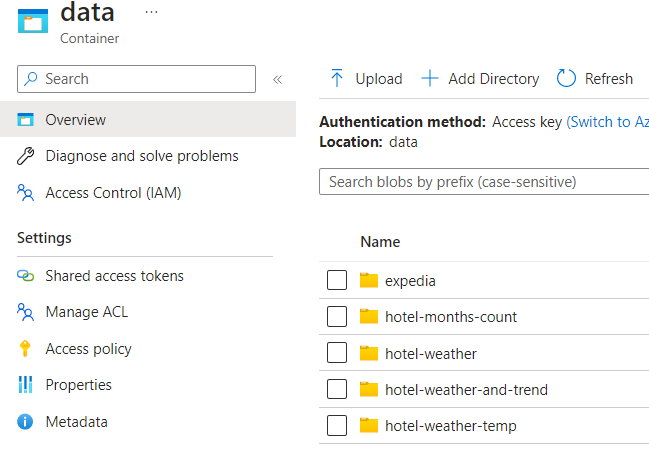 data ...
Container
Search
Overview
Diagnose and solve problems
Access Control (IAM)
Settings
Shared access tokens
Manage ACL
Access policy
Properties
Metadata
Upload Add Directory Refresh
Authentication method: Access key (Switch to Az
Location: data
Search blobs by prefix (case-sensitive)
Name
expedia
hotel-months-count
hotel-weather
hotel-weather-and-trend
hotel-weather-temp